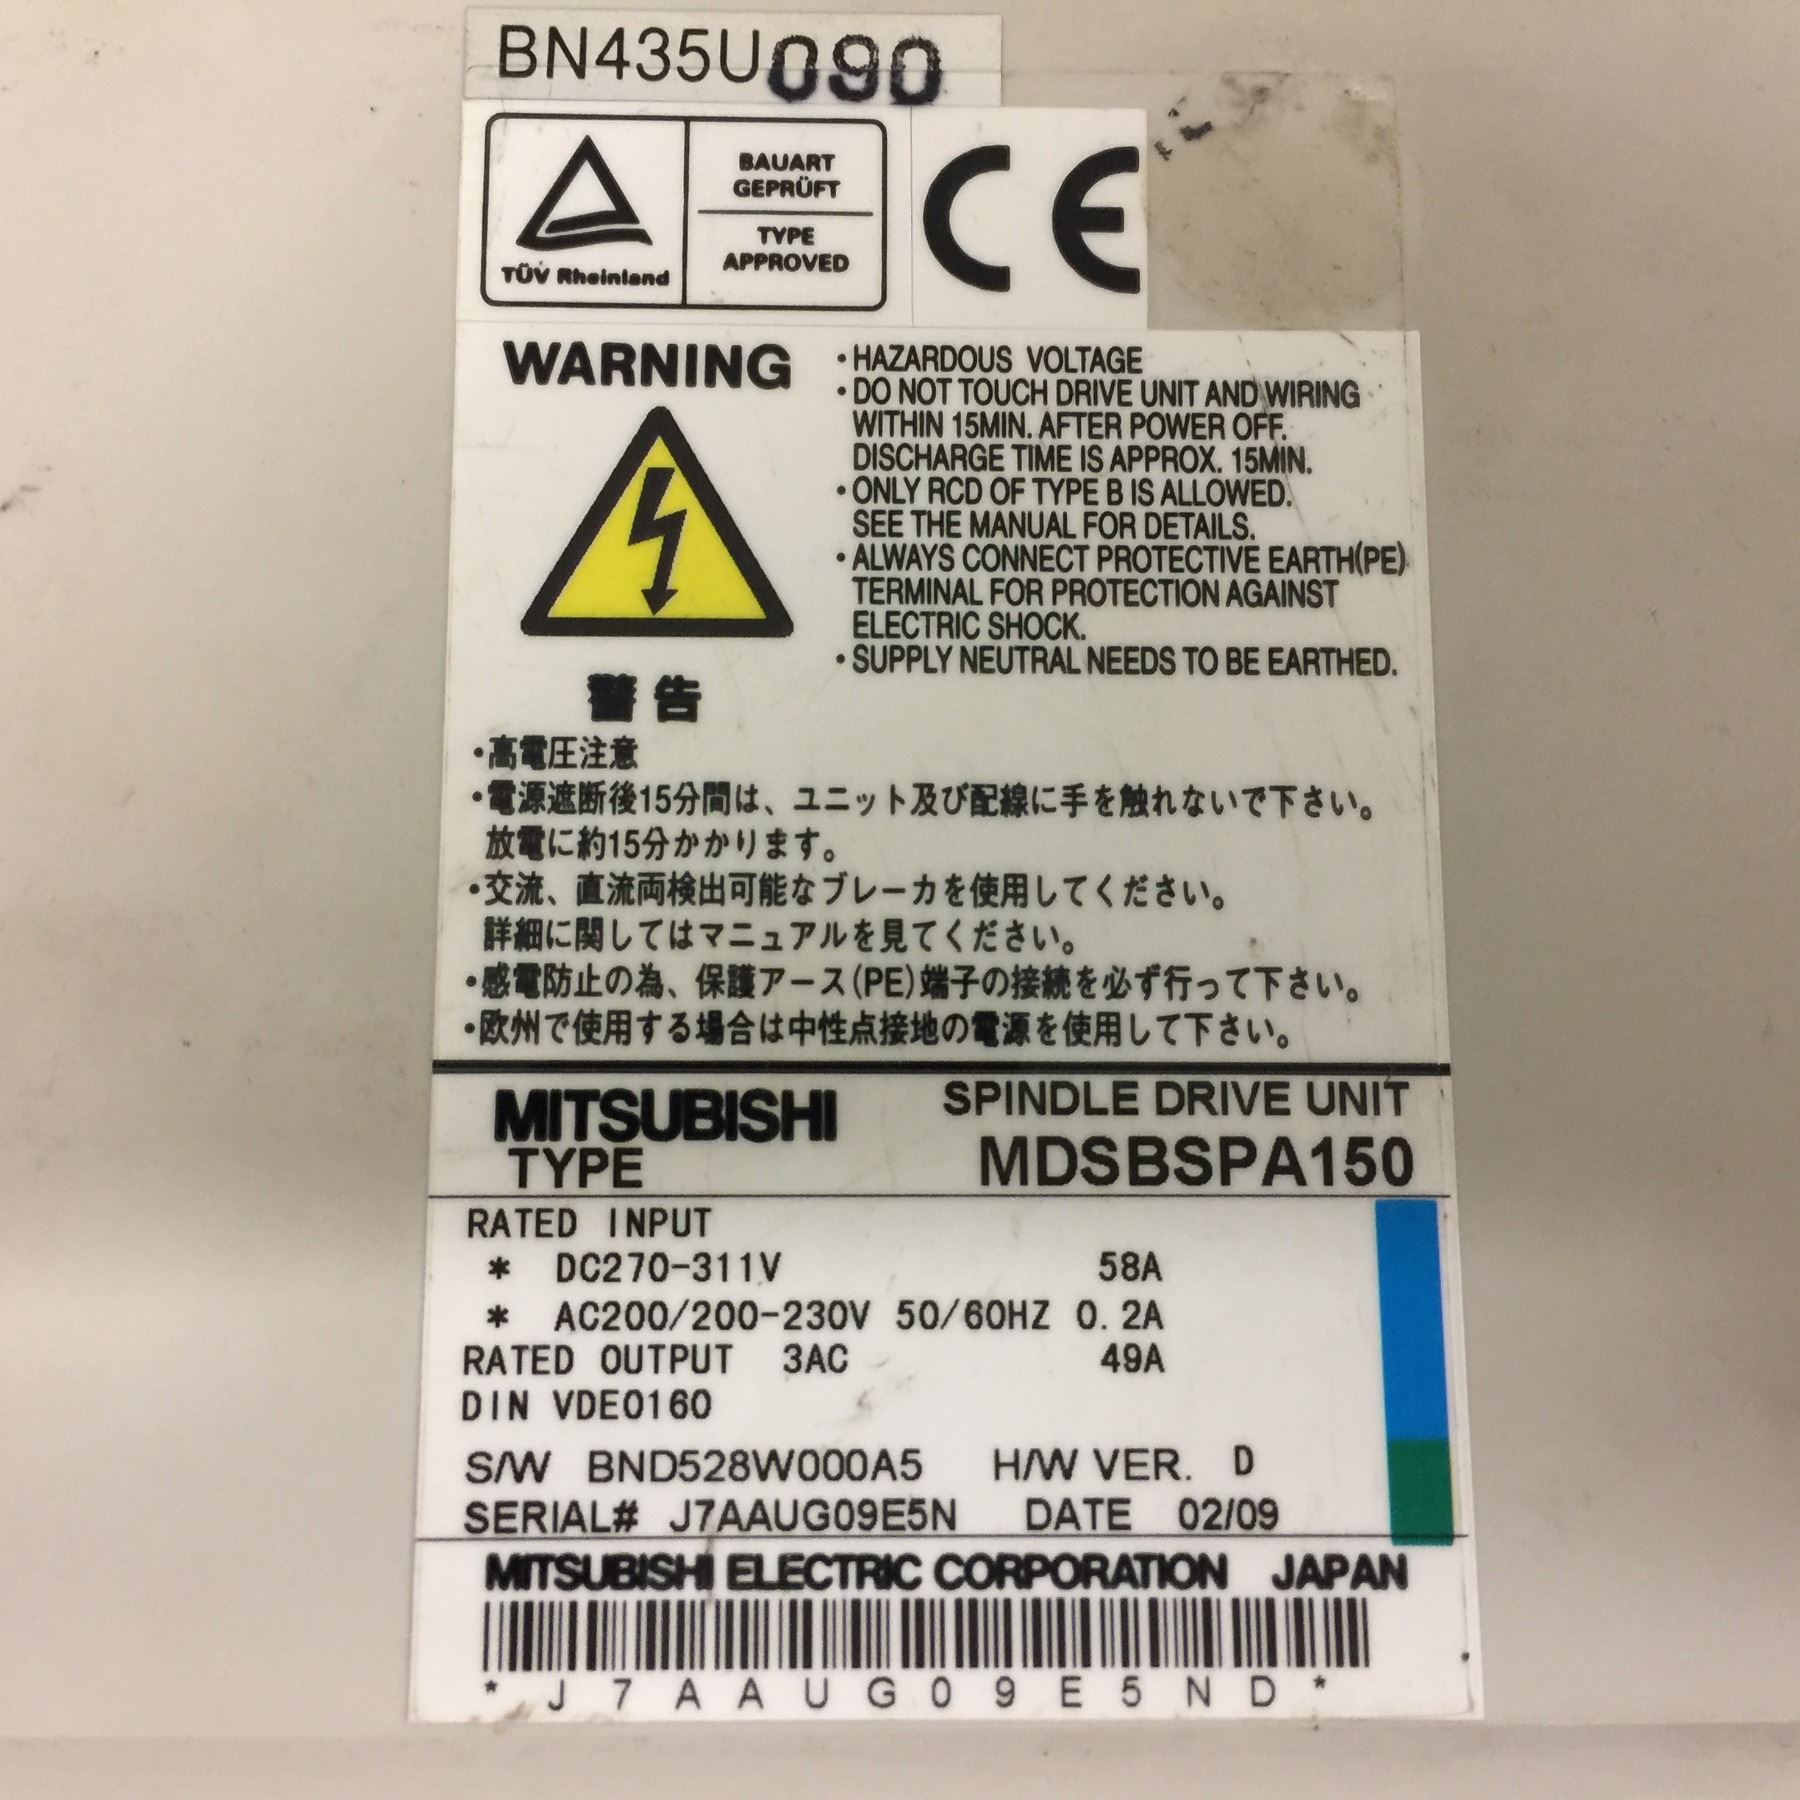 BN435U090
BAUART
GEPRÜFT
TYPE
APPROVED
TÜV Rheinland
CE
WARNING
・HAZARDOUS VOLTAGE
・DO NOT TOUCH DRIVE UNIT AND WIRING
WITHIN 15MIN. AFTER POWER OFF.
DISCHARGE TIME IS APPROX. 15MIN.
・ONLY RCD OF TYPE B IS ALLOWED.
SEE THE MANUAL FOR DETAILS.
・ALWAYS CONNECT PROTECTIVE EARTH(PE)
TERMINAL FOR PROTECTION AGAINST
ELECTRIC SHOCK.
・SUPPLY NEUTRAL NEEDS TO BE EARTHED.
警告
・高電圧注意
・電源遮断後15分間は、ユニット及び配線に手を触れないで下さい。
放電に約15分かかります。
・交流、直流両検出可能なブレーカを使用してください。
詳細に関してはマニュアルを見てください。
・感電防止の為、保護アース(PE)端子の接続を必ず行って下さい。
・欧州で使用する場合は中性点接地の電源を使用して下さい。
MITSUBISHI SPINDLE DRIVE UNIT
TYPE MDSBSPA150
RATED INPUT
* DC270-311V 58A
* AC200/200-230V 50/60HZ 0.2A
RATED OUTPUT 3AC 49A
DIN VDE0160
S/W BND528W000A5 H/W VER. D
SERIAL# J7AAUG09E5N DATE 02/09
MITSUBISHI ELECTRIC CORPORATION JAPAN
*J7AAUG09E5ND*